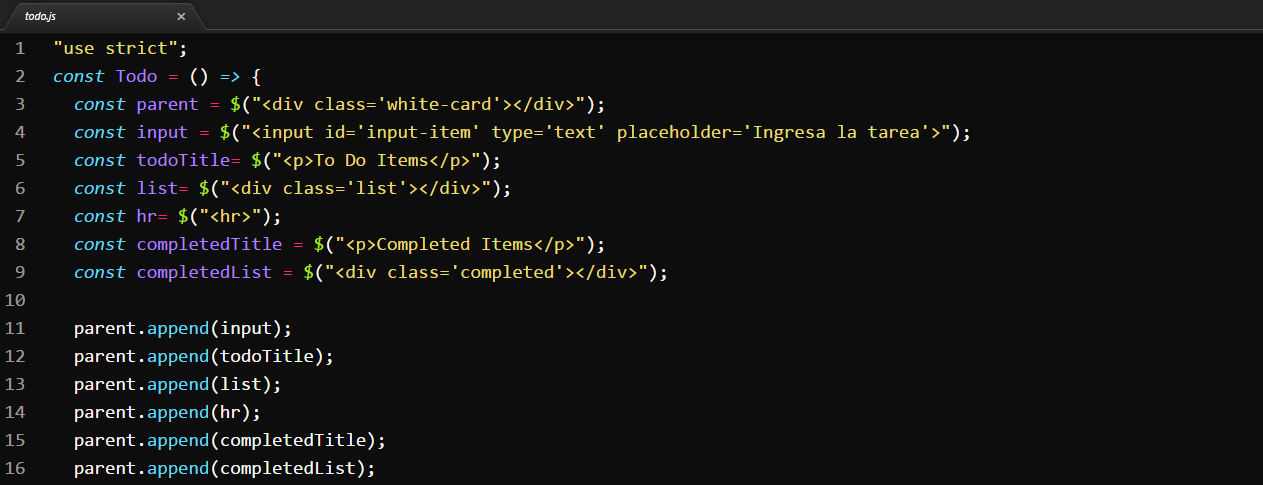 todo.js ×
1 "use strict";
2 const Todo = () => {
3 const parent = $("<div class='white-card'></div>");
4 const input = $("<input id='input-item' type='text' placeholder='Ingresa la tarea'>");
5 const todoTitle= $("<p>To Do Items</p>");
6 const list= $("<div class='list'></div>");
7 const hr= $("<hr>");
8 const completedTitle = $("<p>Completed Items</p>");
9 const completedList = $("<div class='completed'></div>");
10
11 parent.append(input);
12 parent.append(todoTitle);
13 parent.append(list);
14 parent.append(hr);
15 parent.append(completedTitle);
16 parent.append(completedList);